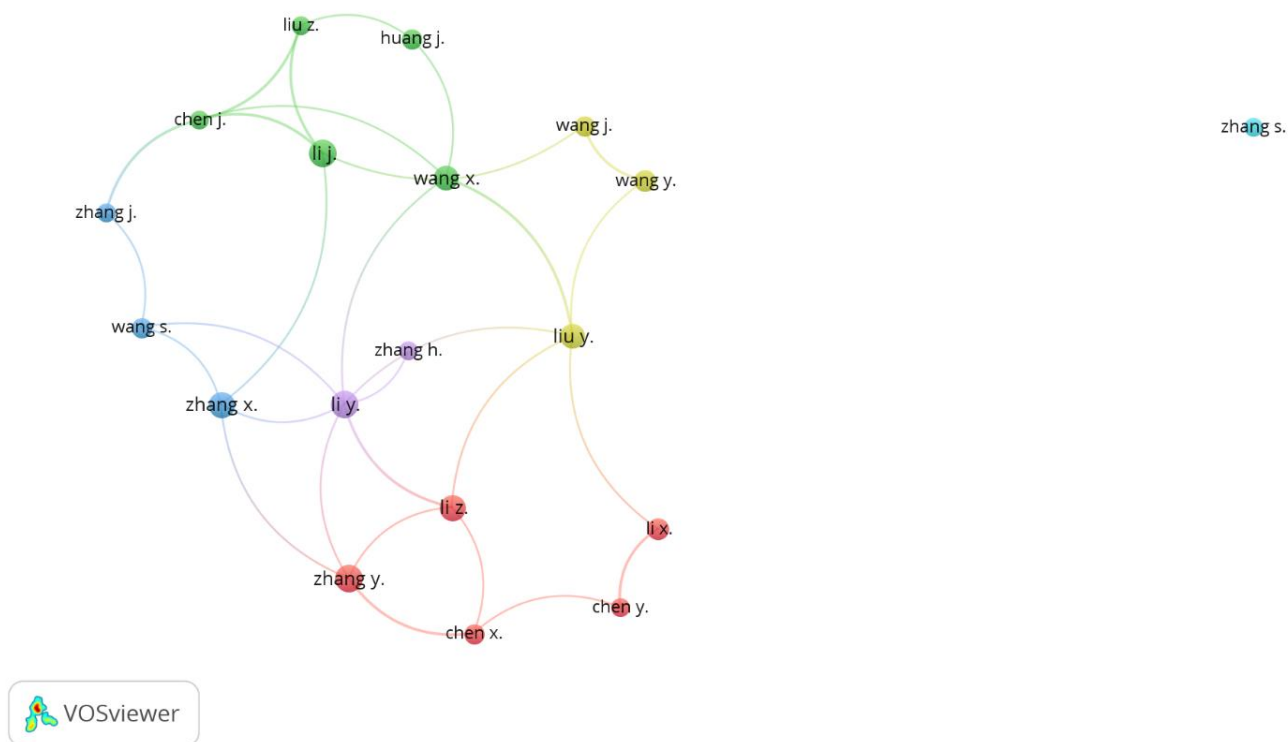 liu z.
huang j.
chen j.
wang j.
zhang s.
li j.
wang x.
wang y.
zhang j.
wang s.
liu y.
zhang h.
zhang x.
li y.
li z.
li x.
zhang y.
chen y.
chen x.
VOSviewer